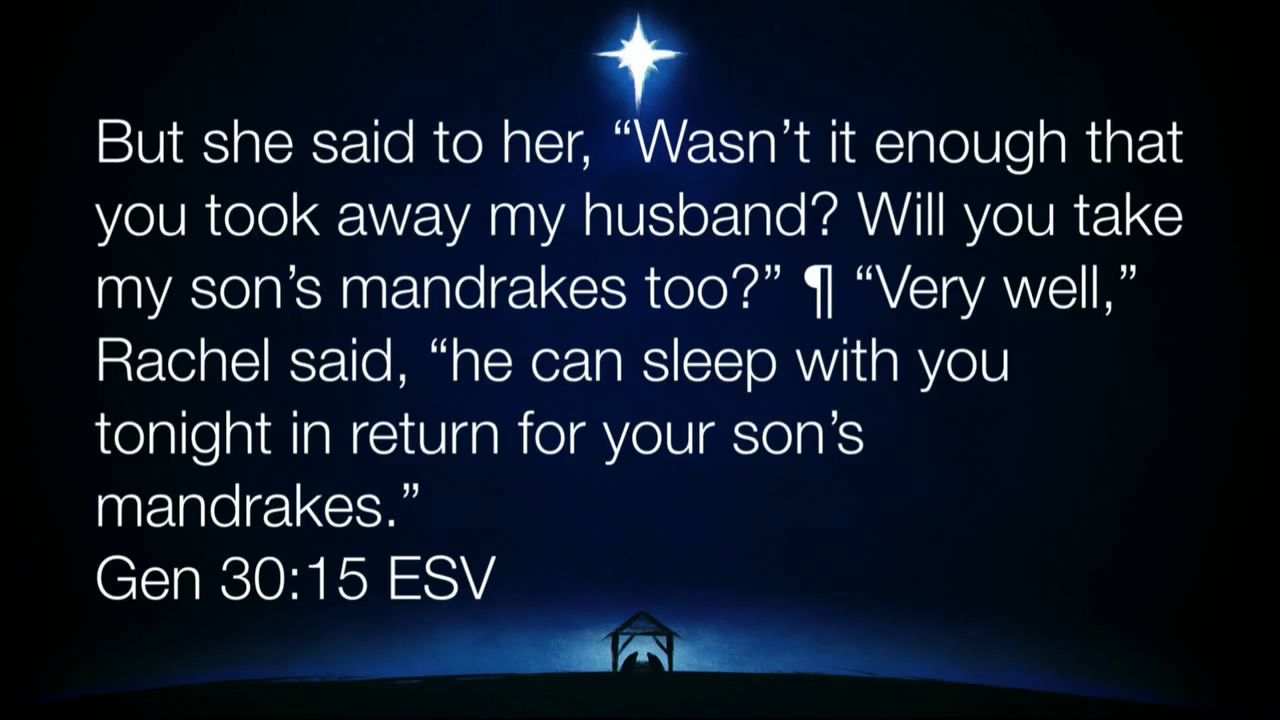 But she said to her, “Wasn’t it enough that
you took away my husband? Will you take
my son’s mandrakes too?” ¶ “Very well,”
Rachel said, “he can sleep with you
tonight in return for your son’s
mandrakes.”
Gen 30:15 ESV